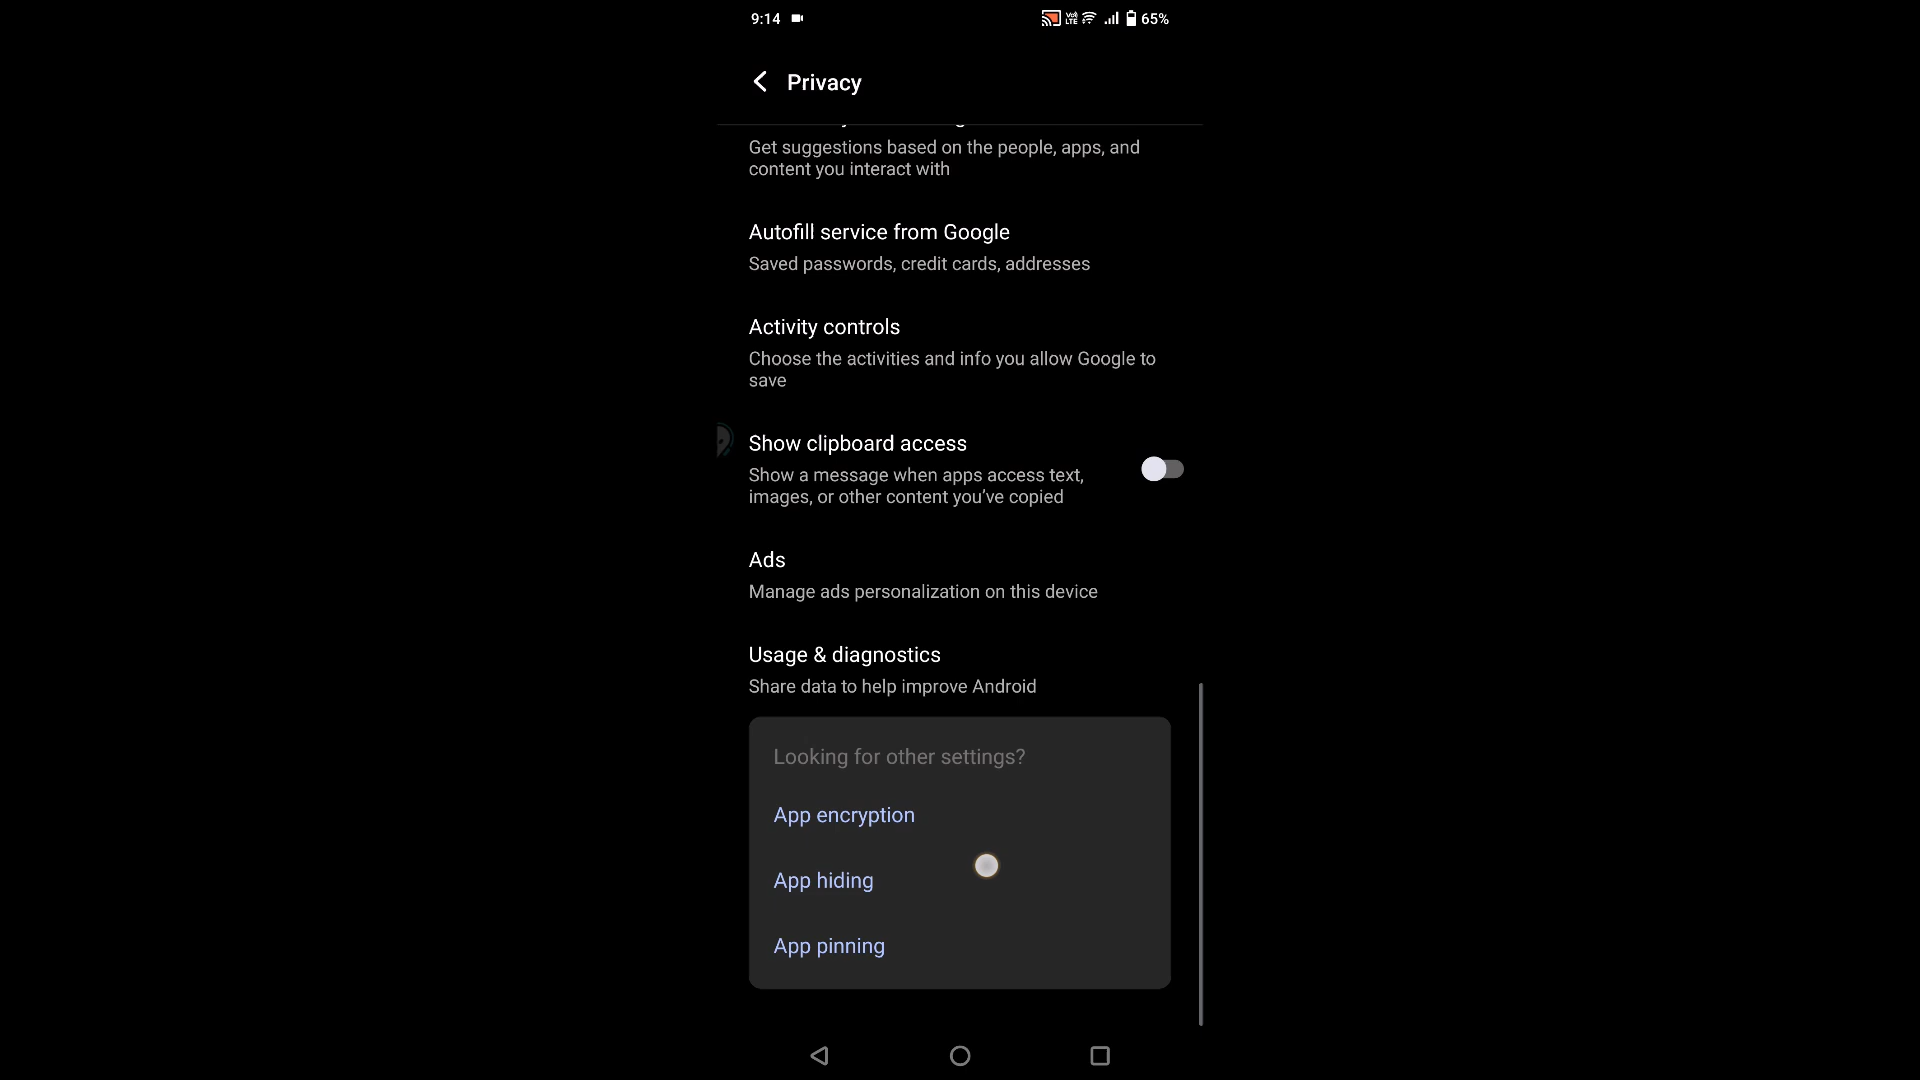 9:14
Vo LTE
65%
Privacy
Get suggestions based on the people, apps, and
content you interact with
Autofill service from Google
Saved passwords, credit cards, addresses
Activity controls
Choose the activities and info you allow Google to
save
Show clipboard access
Show a message when apps access text,
images, or other content you’ve copied
Ads
Manage ads personalization on this device
Usage & diagnostics
Share data to help improve Android
Looking for other settings?
App encryption
App hiding
App pinning